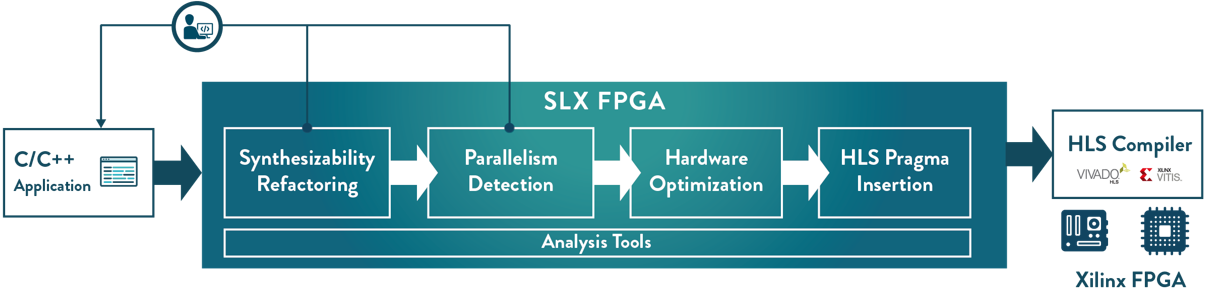 SLX FPGA
C/C++
Application
Synthesizability
Refactoring
Parallelism
Detection
Hardware
Optimization
HLS Pragma
Insertion
Analysis Tools
HLS Compiler
VIVADO
HLS
XILINX
VITIS.
Xilinx FPGA